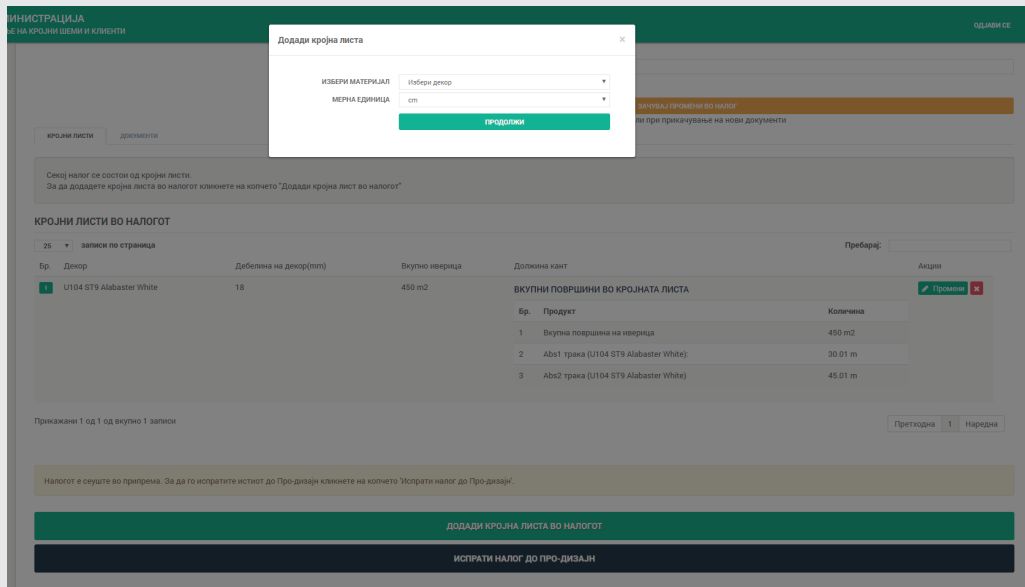 МИНИСТРАЦИЈА
ЊЕ НА КРОЈНИ ШЕМИ И КЛИЕНТИ
ОДЈАВИ СЕ
Додади кројна листа
×
ИЗБЕРИ МАТЕРИЈАЛ Избери декор
МЕРНА ЕДИНИЦА cm
ПРОДОЛЖИ
ЗАЧУВАЈ ПРОМЕНИ ВО НАЛОГ
ли при прикачување на нови документи
КРОЈНИ ЛИСТИ ДОКУМЕНТИ
Секој налог се состои од кројни листи.
За да додадете кројна листа во налогот кликнете на копчето "Додади кројна лист во налогот"
КРОЈНИ ЛИСТИ ВО НАЛОГОТ
25 записи по страница Пребарај:
Бр. Декор Дебелина на декор(mm) Вкупно иверица Должина кант Акции
1 U104 ST9 Alabaster White 18 450 m2 ВКУПНИ ПОВРШИНИ ВО КРОЈНАТА ЛИСТА Промени ×
Бр. Продукт Количина
1 Вкупна површина на иверица 450 m2
2 Abs1 трака (U104 ST9 Alabaster White): 30.01 m
3 Abs2 трака (U104 ST9 Alabaster White) 45.01 m
Прикажани 1 од 1 од вкупно 1 записи
Претходна 1 Наредна
Налогот е сеуште во припрема. За да го испратите истиот до Про-дизајн кликнете на копчето 'Испрати налог до Про-дизајн'.
ДОДАДИ КРОЈНА ЛИСТА ВО НАЛОГОТ
ИСПРАТИ НАЛОГ ДО ПРО-ДИЗАЈН